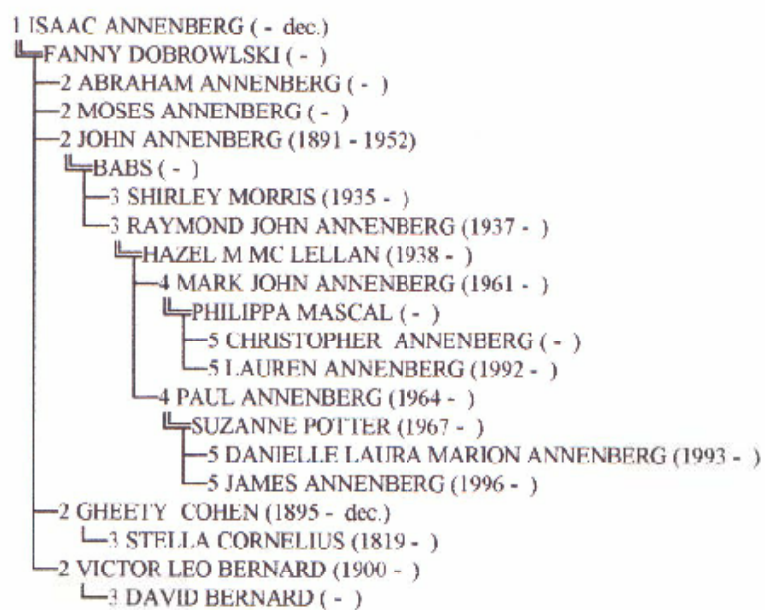 1 ISAAC ANNENBERG ( - dec.)
FANNY DOBROWLSKI ( - )
2 ABRAHAM ANNENBERG ( - )
2 MOSES ANNENBERG ( - )
2 JOHN ANNENBERG (1891 - 1952)
BABS ( - )
3 SHIRLEY MORRIS (1935 - )
3 RAYMOND JOHN ANNENBERG (1937 - )
HAZEL M MC LELLAN (1938 - )
4 MARK JOHN ANNENBERG (1961 - )
PHILIPPA MASCAL ( - )
5 CHRISTOPHER ANNENBERG ( - )
5 LAUREN ANNENBERG (1992 - )
4 PAUL ANNENBERG (1964 - )
SUZANNE POTTER (1967 - )
5 DANIELLE LAURA MARION ANNENBERG (1993 - )
5 JAMES ANNENBERG (1996 - )
2 GHEETY COHEN (1895 - dec.)
3 STELLA CORNELIUS (1819 - )
2 VICTOR LEO BERNARD (1900 - )
3 DAVID BERNARD ( - )